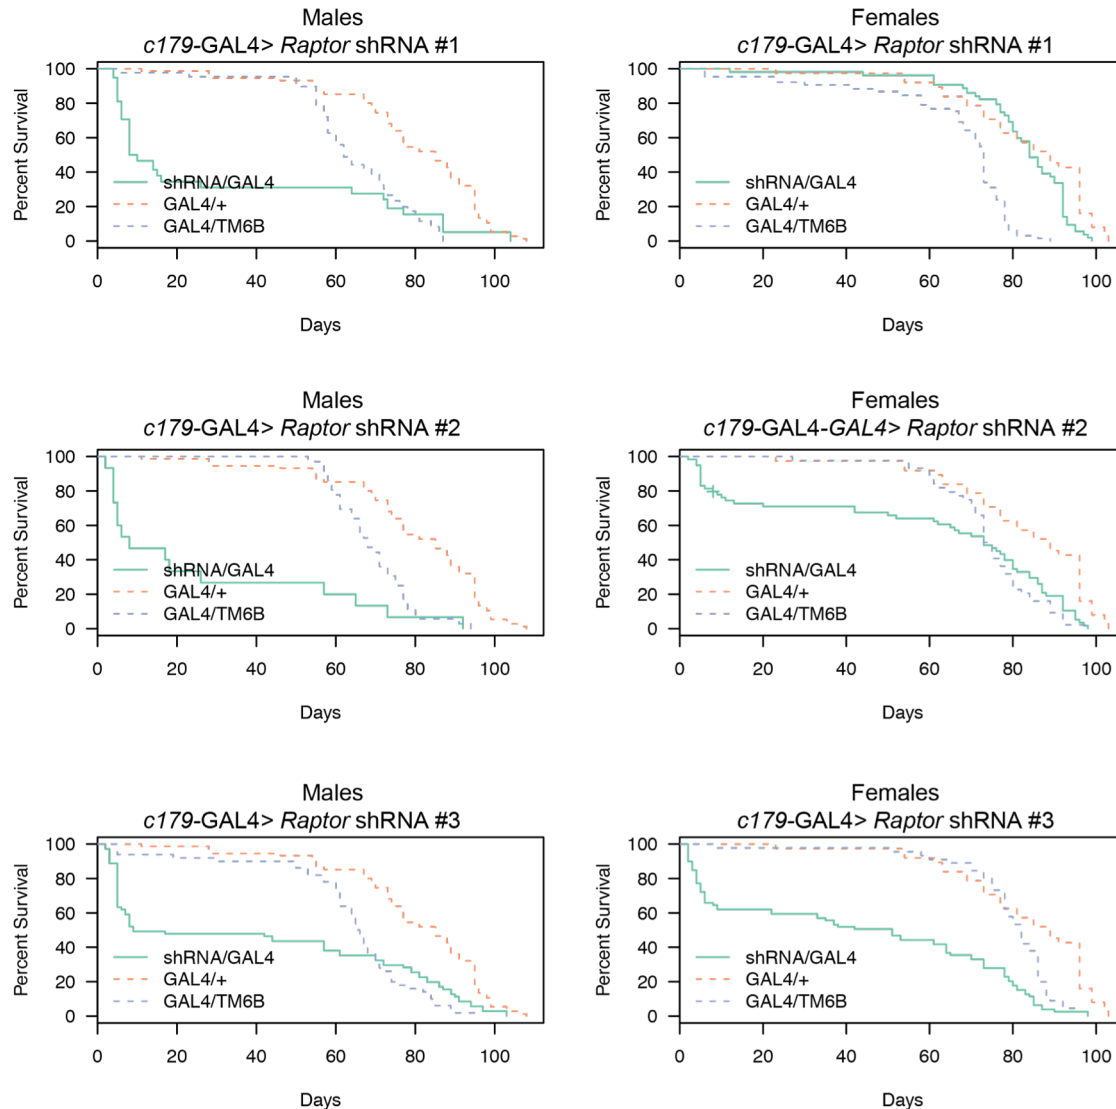 Males
c179-GAL4> Raptor shRNA #1
100
80
60
40
20
0
Percent Survival
shRNA/GAL4
GAL4/+
GAL4/TM6B
0 20 40 60 80 100
Days
Females
c179-GAL4> Raptor shRNA #1
100
80
60
40
20
0
Percent Survival
shRNA/GAL4
GAL4/+
GAL4/TM6B
0 20 40 60 80 100
Days
Males
c179-GAL4> Raptor shRNA #2
100
80
60
40
20
0
Percent Survival
shRNA/GAL4
GAL4/+
GAL4/TM6B
0 20 40 60 80 100
Days
Females
c179-GAL4-GAL4> Raptor shRNA #2
100
80
60
40
20
0
Percent Survival
shRNA/GAL4
GAL4/+
GAL4/TM6B
0 20 40 60 80 100
Days
Males
c179-GAL4> Raptor shRNA #3
100
80
60
40
20
0
Percent Survival
shRNA/GAL4
GAL4/+
GAL4/TM6B
0 20 40 60 80 100
Days
Females
c179-GAL4> Raptor shRNA #3
100
80
60
40
20
0
Percent Survival
shRNA/GAL4
GAL4/+
GAL4/TM6B
0 20 40 60 80 100
Days